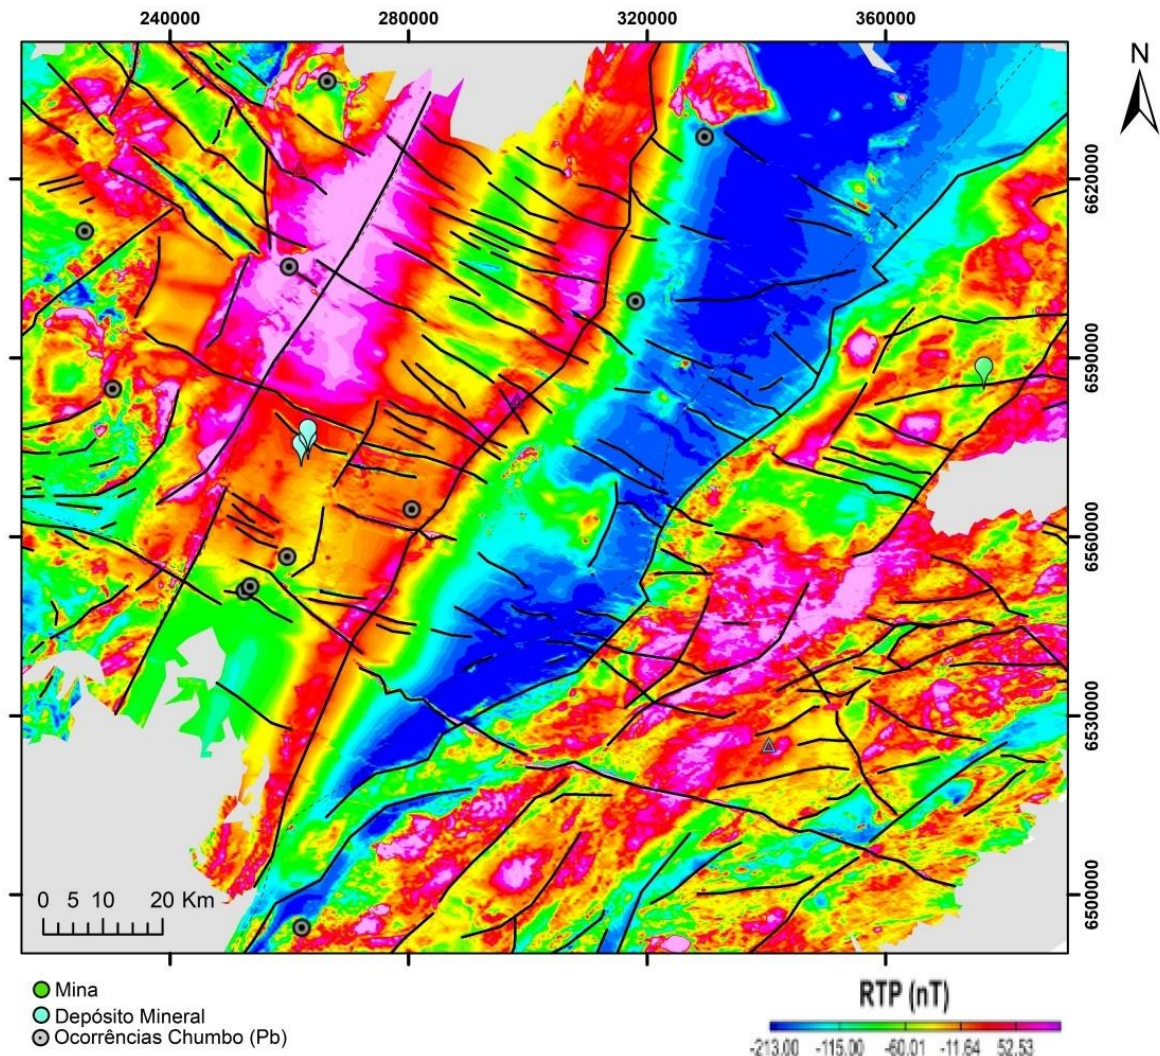 240000 280000 320000 360000
N
6620000
6590000
6560000
6530000
6500000
0 5 10 20 Km
Mina
Depósito Mineral
Ocorrências Chumbo (Pb)
RTP (nT)
-213.00 -115.00 -60.01 -11.64 52.53